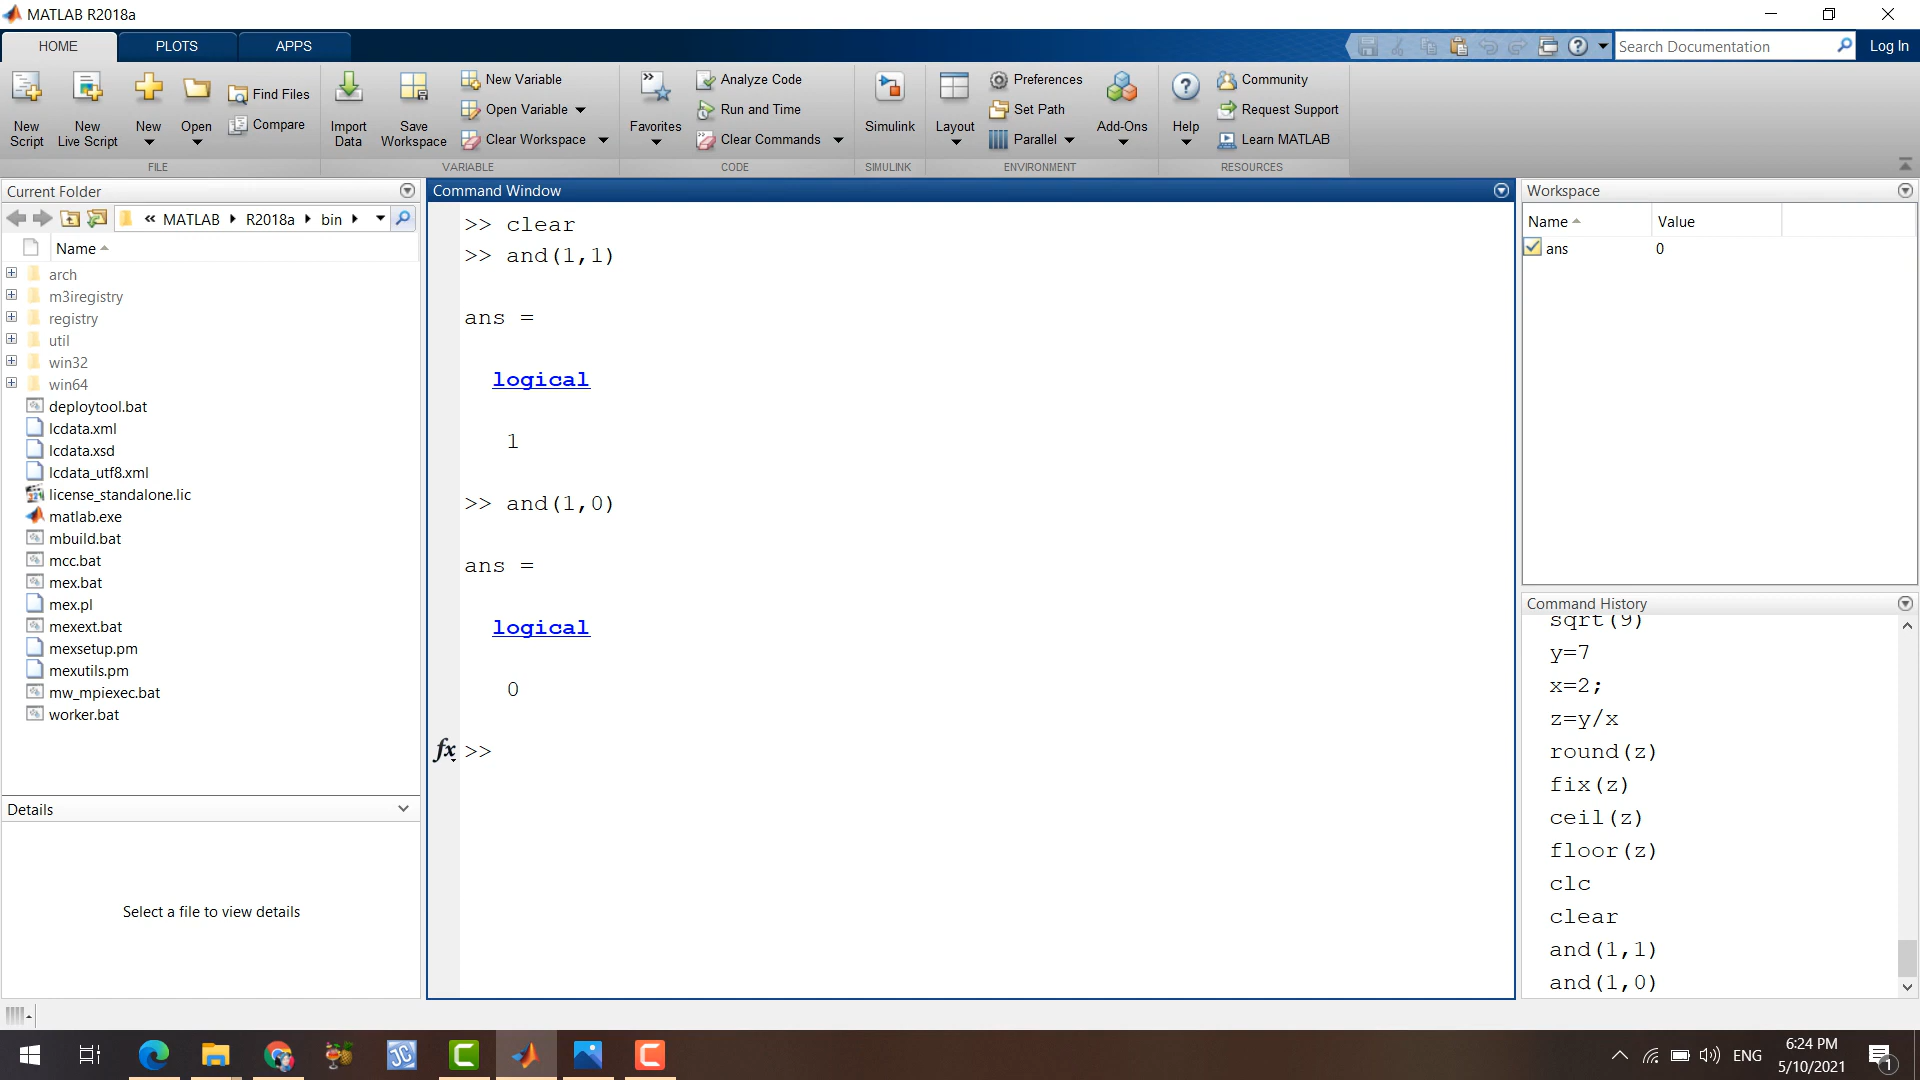 MATLAB R2018a
HOME PLOTS APPS
Search Documentation
Log In
New Script
New Live Script
New
Open
Find Files
Compare
FILE
Import Data
Save Workspace
New Variable
Open Variable
Clear Workspace
VARIABLE
Favorites
Analyze Code
Run and Time
Clear Commands
CODE
Simulink
SIMULINK
Layout
Preferences
Set Path
Parallel
Add-Ons
ENVIRONMENT
Help
Community
Request Support
Learn MATLAB
RESOURCES
Current Folder
« MATLAB R2018a bin
Name
arch
m3iregistry
registry
util
win32
win64
deploytool.bat
lcdata.xml
lcdata.xsd
lcdata_utf8.xml
license_standalone.lic
matlab.exe
mbuild.bat
mcc.bat
mex.bat
mex.pl
mexext.bat
mexsetup.pm
mexutils.pm
mw_mpiexec.bat
worker.bat
Details
Select a file to view details
Command Window
>> clear
>> and(1,1)
ans =
logical
1
>> and(1,0)
ans =
logical
0
fx >>
Workspace
Name Value
ans 0
Command History
sqrt(9)
y=7
x=2;
z=y/x
round(z)
fix(z)
ceil(z)
floor(z)
clc
clear
and(1,1)
and(1,0)
JC
ENG
6:24 PM
5/10/2021
1